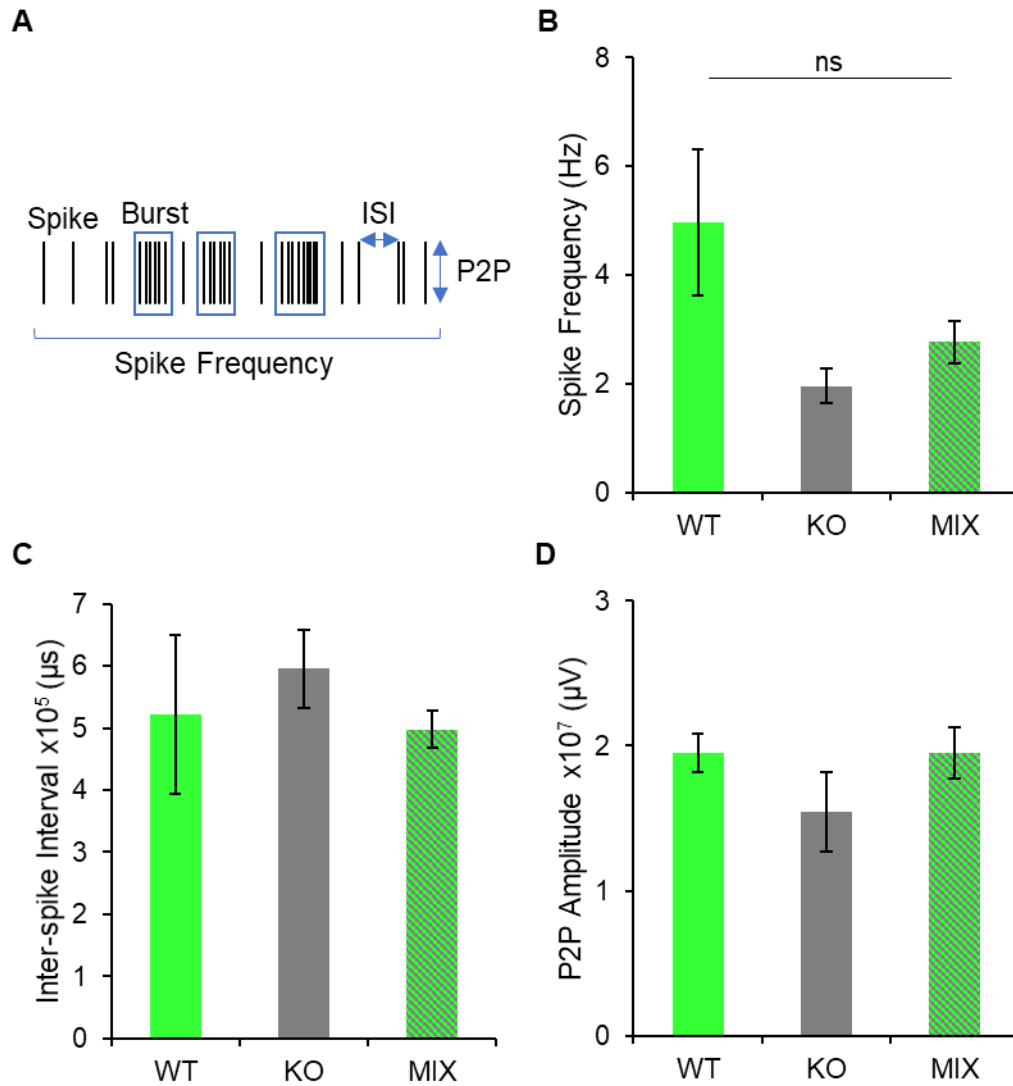 A
Spike Burst ISI
P2P
Spike Frequency
B
Spike Frequency (Hz)
8
6
4
2
0
ns
WT KO MIX
C
Inter-spike Interval x10⁵ (µs)
7
6
5
4
3
2
1
0
WT KO MIX
D
P2P Amplitude x10⁷ (µV)
3
2
1
0
WT KO MIX